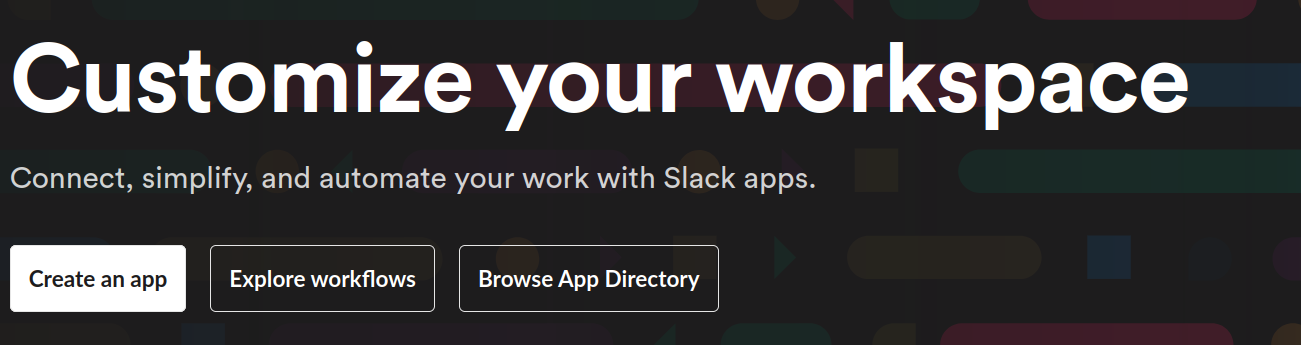 Customize your workspace
Connect, simplify, and automate your work with Slack apps.
Create an app
Explore workflows
Browse App Directory